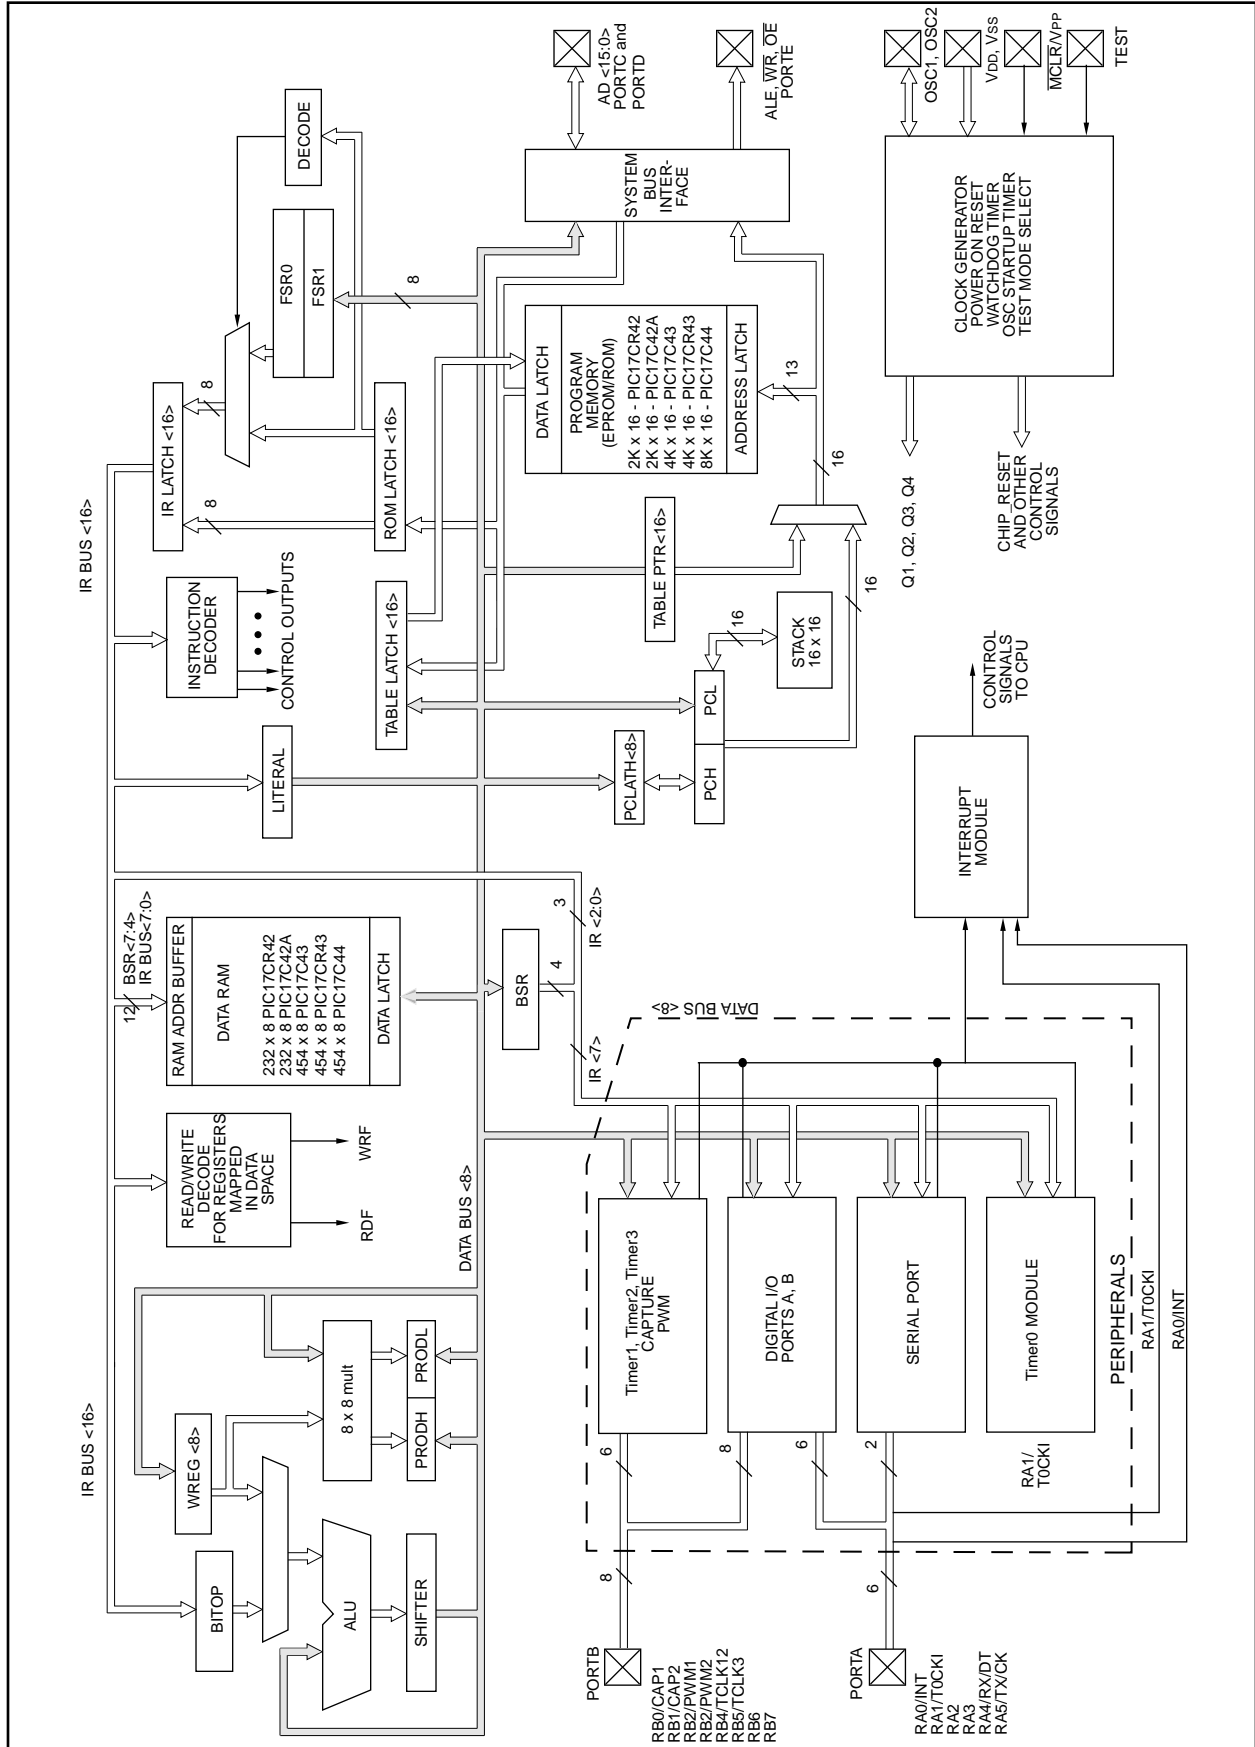 IR BUS <16>
BITOP
WREG <8>
ALU
SHIFTER
8 x 8 mult
PRODH
PRODL
READ/WRITE
DECODE
FOR REGISTERS
MAPPED
IN DATA
SPACE
RDF
WRF
12
BSR<7:4>
IR BUS<7:0>
RAM ADDR BUFFER
DATA RAM
232 x 8 PIC17CR42
232 x 8 PIC17C42A
454 x 8 PIC17C43
454 x 8 PIC17CR43
454 x 8 PIC17C44
DATA LATCH
LITERAL
INSTRUCTION
DECODER
CONTROL OUTPUTS
IR BUS <16>
IR LATCH <16>
8
8
ROM LATCH <16>
FSR0
FSR1
DECODE
8
TABLE LATCH <16>
DATA BUS <8>
BSR
4
3
IR <2:0>
IR <7>
PCLATH<8>
PCH
PCL
16
STACK
16 x 16
TABLE PTR<16>
16
16
13
DATA LATCH
PROGRAM
MEMORY
(EPROM/ROM)
2K x 16 - PIC17CR42
2K x 16 - PIC17C42A
4K x 16 - PIC17C43
4K x 16 - PIC17CR43
8K x 16 - PIC17C44
ADDRESS LATCH
SYSTEM
BUS
INTER-
FACE
AD <15:0>
PORTC and
PORTD
ALE, WR, OE
PORTE
PORTB
RB0/CAP1
RB1/CAP2
RB2/PWM1
RB2/PWM2
RB4/TCLK12
RB5/TCLK3
RB6
RB7
8
6
8
Timer1, Timer2, Timer3
CAPTURE
PWM
DIGITAL I/O
PORTS A, B
DATA BUS <8>
PORTA
RA0/INT
RA1/T0CKI
RA2
RA3
RA4/RX/DT
RA5/TX/CK
6
6
2
SERIAL PORT
RA1/
T0CKI
Timer0 MODULE
PERIPHERALS
RA1/T0CKI
RA0/INT
INTERRUPT
MODULE
CONTROL
SIGNALS
TO CPU
Q1, Q2, Q3, Q4
CHIP_RESET
AND OTHER
CONTROL
SIGNALS
CLOCK GENERATOR
POWER ON RESET
WATCHDOG TIMER
OSC STARTUP TIMER
TEST MODE SELECT
OSC1, OSC2
VDD, VSS
MCLR/VPP
TEST